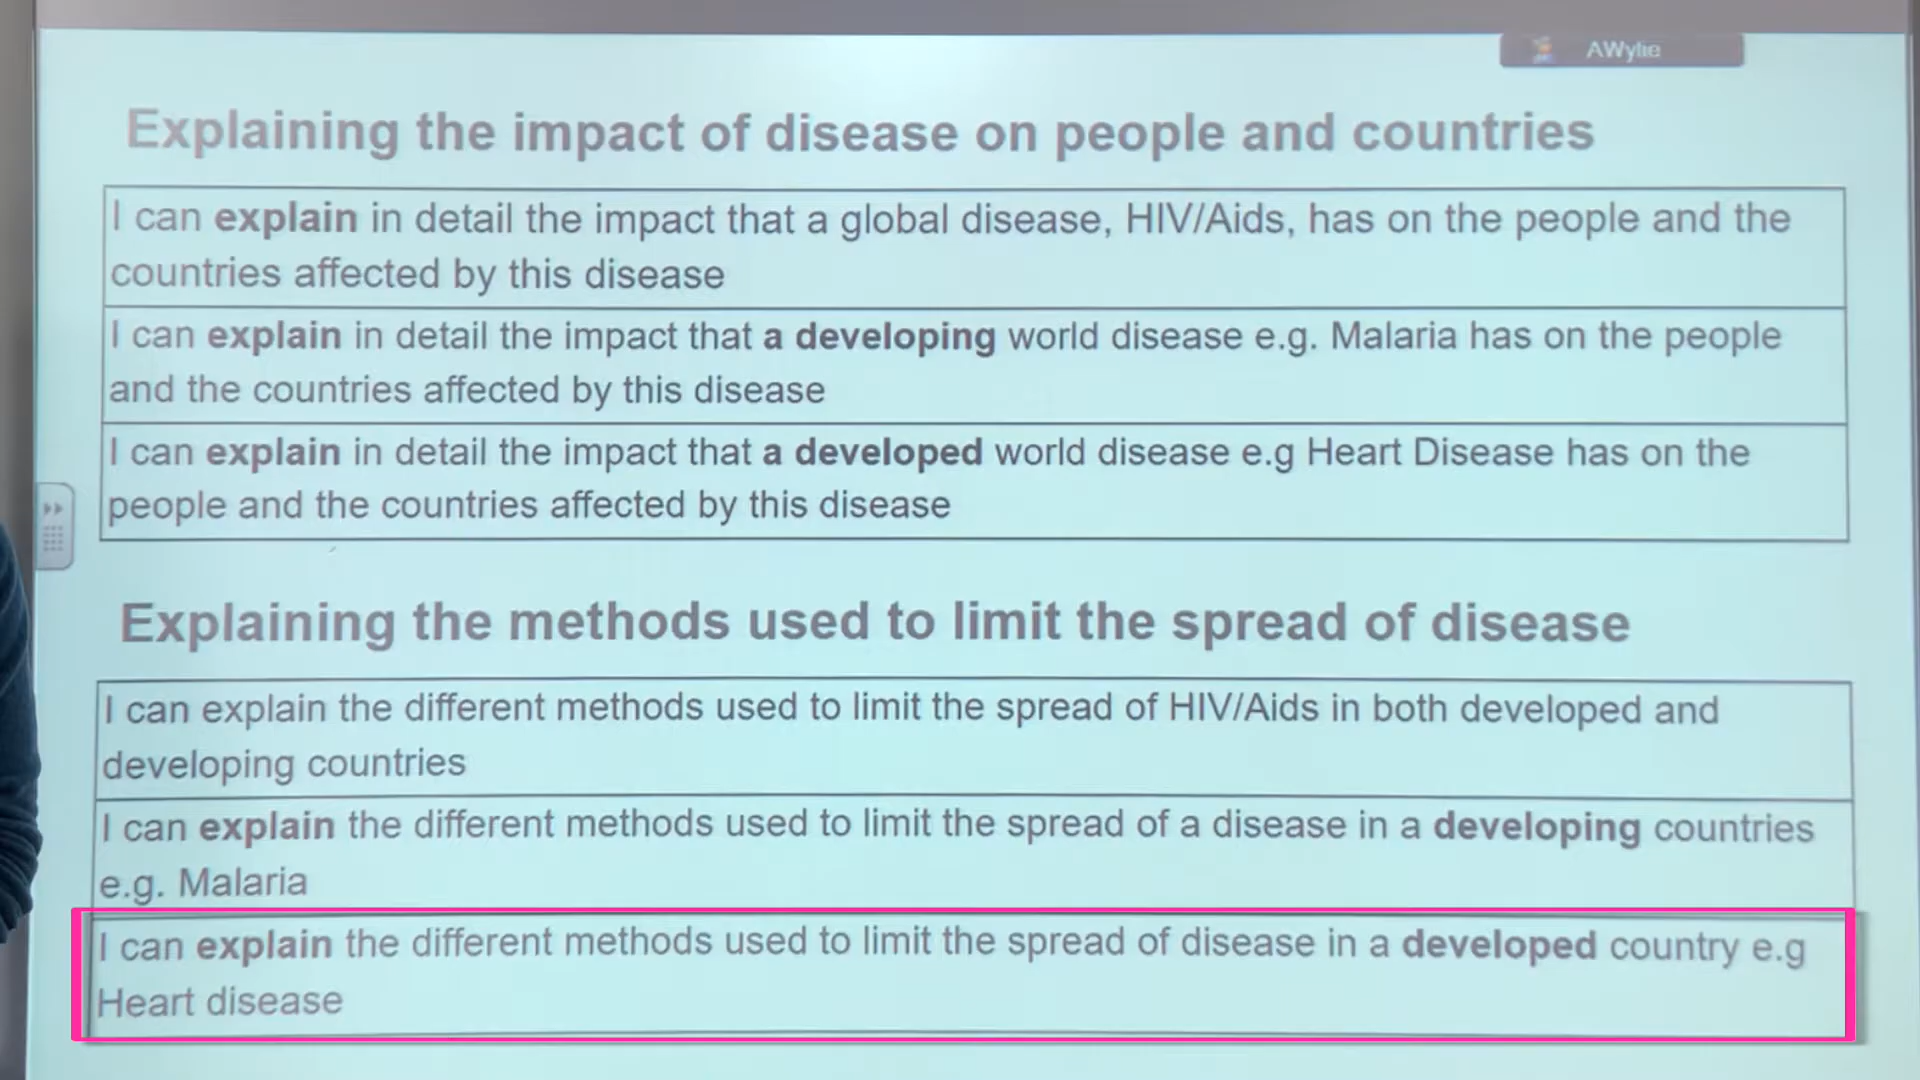 AWylie
Explaining the impact of disease on people and countries
I can explain in detail the impact that a global disease, HIV/Aids, has on the people and the
countries affected by this disease
I can explain in detail the impact that a developing world disease e.g. Malaria has on the people
and the countries affected by this disease
I can explain in detail the impact that a developed world disease e.g Heart Disease has on the
people and the countries affected by this disease
Explaining the methods used to limit the spread of disease
I can explain the different methods used to limit the spread of HIV/Aids in both developed and
developing countries
I can explain the different methods used to limit the spread of a disease in a developing countries
e.g. Malaria
I can explain the different methods used to limit the spread of disease in a developed country e.g
Heart disease